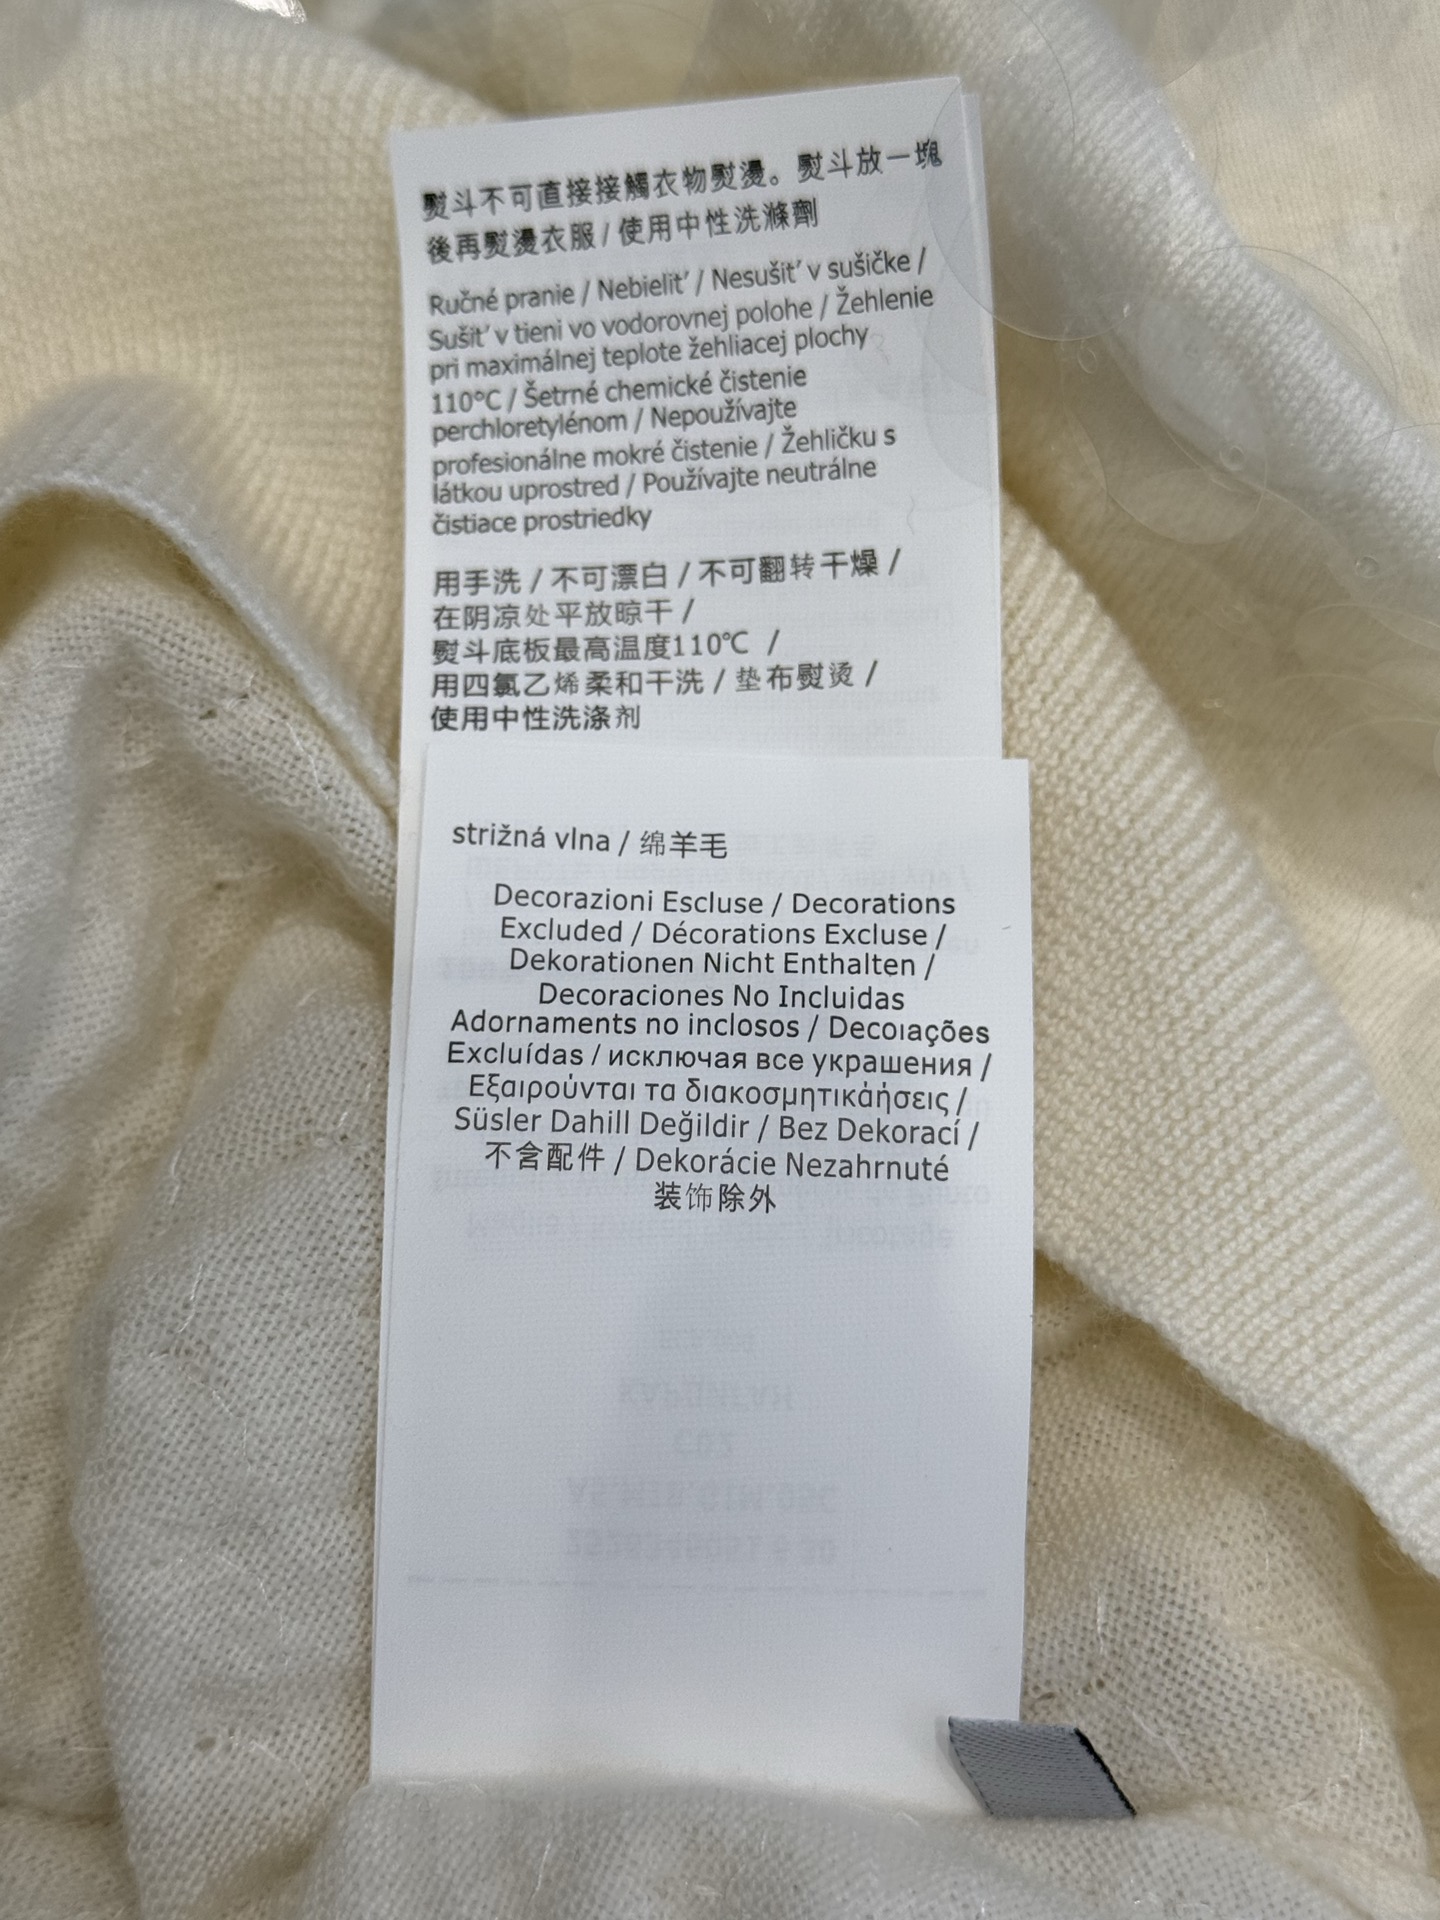 熨斗不可直接接觸衣物熨燙。熨斗放一塊
後再熨燙衣服 / 使用中性洗滌劑
Ručné pranie / Nebieliť / Nesušiť v sušičke /
Sušiť v tieni vo vodorovnej polohe / Žehlenie
pri maximálnej teplote žehliacej plochy
110°C / Šetrné chemické čistenie
perchloretylénom / Nepoužívajte
profesionálne mokré čistenie / Žehličku s
látkou uprostred / Používajte neutrálne
čistiace prostriedky
用手洗 / 不可漂白 / 不可翻转干燥 /
在阴凉处平放晾干 /
熨斗底板最高温度110℃ /
用四氯乙烯柔和干洗 / 垫布熨烫 /
使用中性洗涤剂
strižná vlna / 绵羊毛
Decorazioni Escluse / Decorations
Excluded / Décorations Excluse /
Dekorationen Nicht Enthalten /
Decoraciones No Incluidas
Adornaments no inclosos / Decoıações
Excluídas / исключая все украшения /
Εξαιρούνται τα διακοσμητικάήσεις /
Süsler Dahill Değildir / Bez Dekorací /
不含配件 / Dekorácie Nezahrnuté
装饰除外